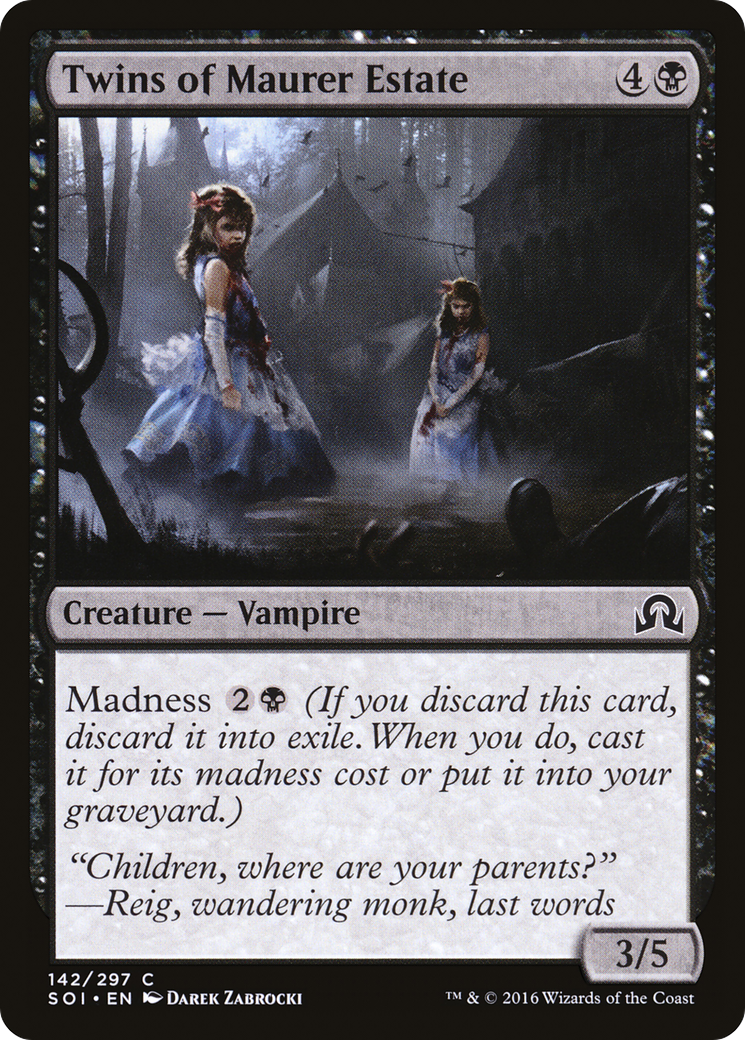 Twins of Maurer Estate 4
Creature — Vampire
Madness 2 (If you discard this card,
discard it into exile. When you do, cast
it for its madness cost or put it into your
graveyard.)
“Children, where are your parents?”
—Reig, wandering monk, last words
3/5
142/297 C
SOI • EN Darek Zabrocki
™ & © 2016 Wizards of the Coast